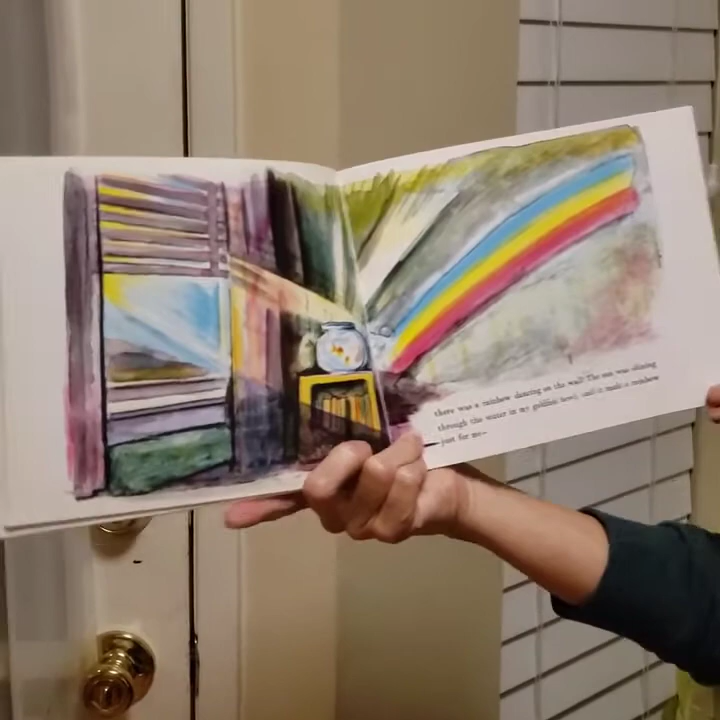 there was a rainbow dancing on the wall! The sun was shining
through the water in my goldfish bowl, and it made a rainbow
just for me—